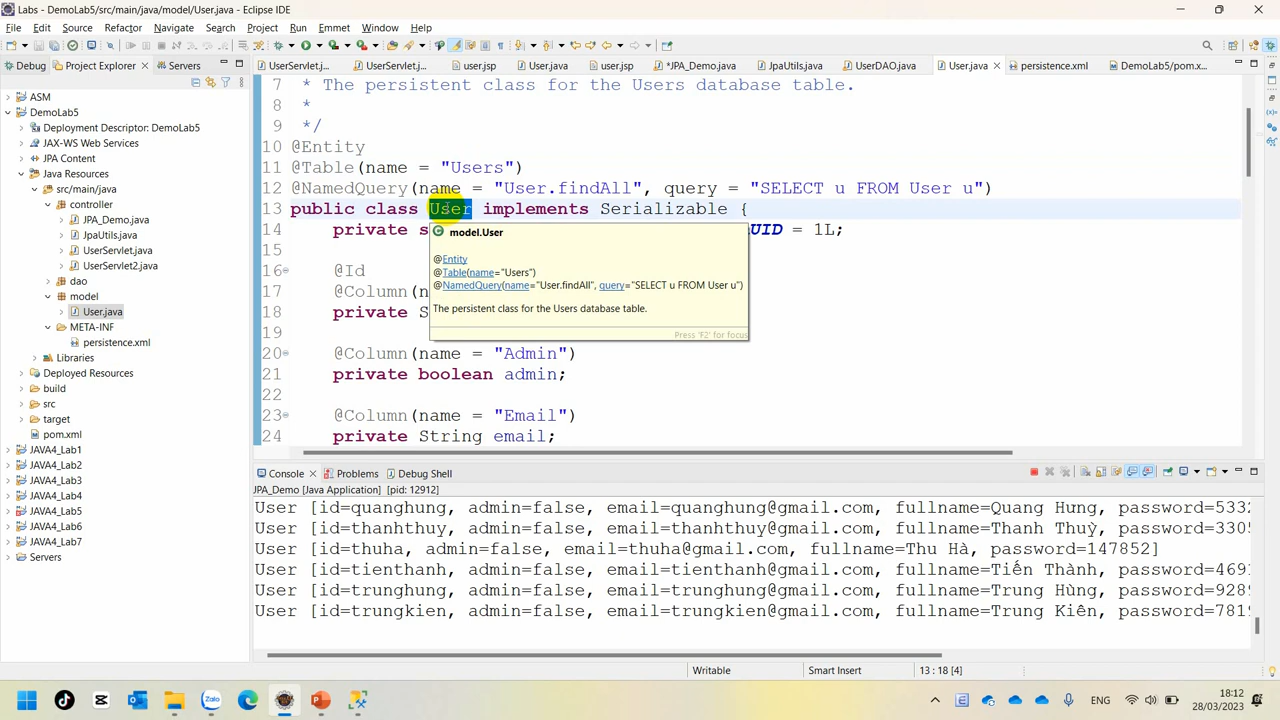 Labs - DemoLab5/src/main/java/model/User.java - Eclipse IDE
File Edit Source Refactor Navigate Search Project Run Emmet Window Help
Debug Project Explorer Servers
UserServlet.j... UserServlet.j... user.jsp User.java user.jsp *JPA_Demo.java JpaUtils.java UserDAO.java User.java persistence.xml DemoLab5/pom.x...
ASM
DemoLab5
Deployment Descriptor: DemoLab5
JAX-WS Web Services
JPA Content
Java Resources
src/main/java
controller
JPA_Demo.java
JpaUtils.java
UserServlet.java
UserServlet2.java
dao
model
User.java
META-INF
persistence.xml
Libraries
Deployed Resources
build
src
target
pom.xml
JAVA4_Lab1
JAVA4_Lab2
JAVA4_Lab3
JAVA4_Lab4
JAVA4_Lab5
JAVA4_Lab6
JAVA4_Lab7
Servers
7 * The persistent class for the Users database table.
8 *
9 */
10 @Entity
11 @Table(name = "Users")
12 @NamedQuery(name = "User.findAll", query = "SELECT u FROM User u")
13 public class User implements Serializable {
14 private s UID = 1L;
15
16 @Id
17 @Column(n
18 private S
19
20 @Column(name = "Admin")
21 private boolean admin;
22
23 @Column(name = "Email")
24 private String email;
model.User
@Entity
@Table(name="Users")
@NamedQuery(name="User.findAll", query="SELECT u FROM User u")
The persistent class for the Users database table.
Press 'F2' for focus
Console Problems Debug Shell
JPA_Demo [Java Application] [pid: 12912]
User [id=quanghung, admin=false, email=quanghung@gmail.com, fullname=Quang Hưng, password=5332
User [id=thanhthuy, admin=false, email=thanhthuy@gmail.com, fullname=Thanh Thuỳ, password=3305
User [id=thuha, admin=false, email=thuha@gmail.com, fullname=Thu Hà, password=147852]
User [id=tienthanh, admin=false, email=tienthanh@gmail.com, fullname=Tiến Thành, password=4691
User [id=trunghung, admin=false, email=trunghung@gmail.com, fullname=Trung Hùng, password=9289
User [id=trungkien, admin=false, email=trungkien@gmail.com, fullname=Trung Kiên, password=7819
Writable Smart Insert 13 : 18 [4]
Zalo
ENG
18:12
28/03/2023